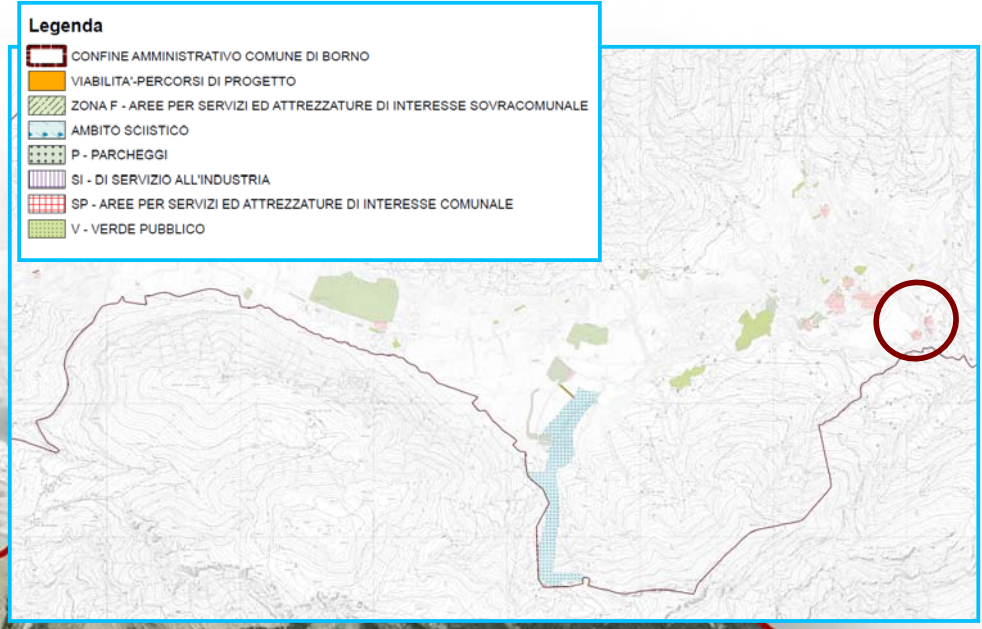 Legenda
CONFINE AMMINISTRATIVO COMUNE DI BORNO
VIABILITA'-PERCORSI DI PROGETTO
ZONA F - AREE PER SERVIZI ED ATTREZZATURE DI INTERESSE SOVRACOMUNALE
AMBITO SCIISTICO
P - PARCHEGGI
SI - DI SERVIZIO ALL'INDUSTRIA
SP - AREE PER SERVIZI ED ATTREZZATURE DI INTERESSE COMUNALE
V - VERDE PUBBLICO